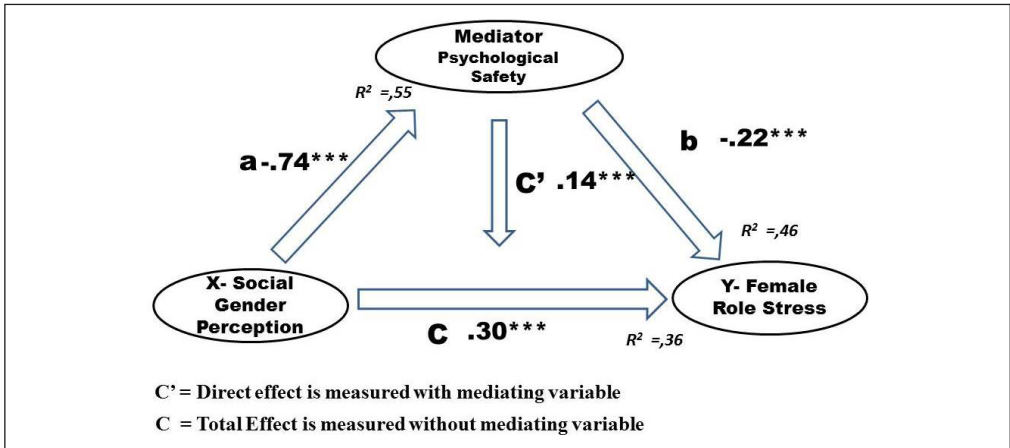 Mediator
Psychological
Safety
R² =,55
a -.74***
b -.22***
C’ .14***
R² =,46
X- Social
Gender
Perception
Y- Female
Role Stress
C .30***
R² =,36
C’ = Direct effect is measured with mediating variable
C = Total Effect is measured without mediating variable